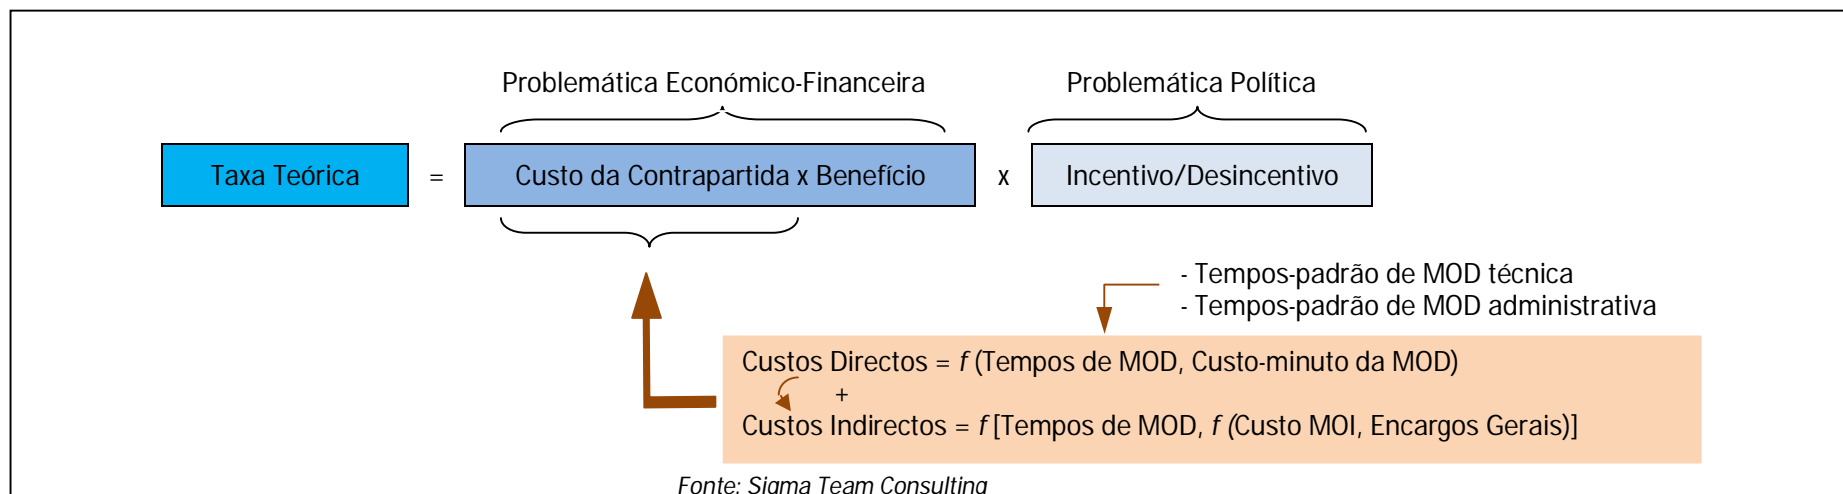 Problemática Económico-Financeira
Problemática Política
Taxa Teórica = Custo da Contrapartida x Benefício x Incentivo/Desincentivo
- Tempos-padrão de MOD técnica
- Tempos-padrão de MOD administrativa
Custos Directos = f (Tempos de MOD, Custo-minuto da MOD)
+
Custos Indirectos = f [Tempos de MOD, f (Custo MOI, Encargos Gerais)]
Fonte: Sigma Team Consulting